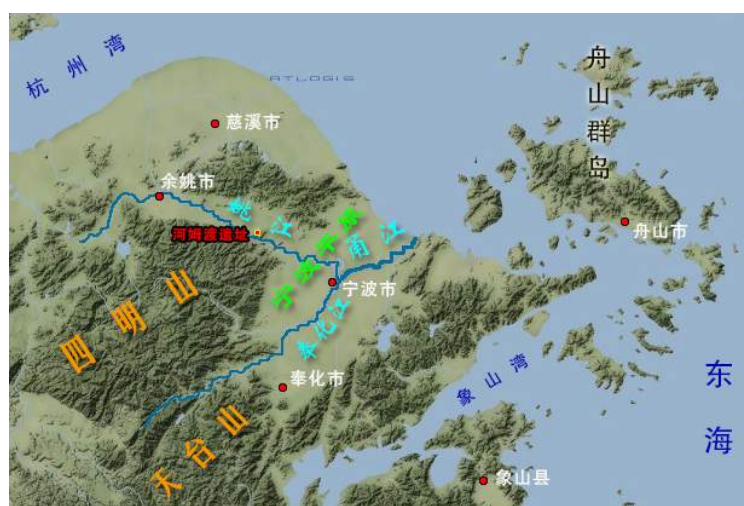 杭州湾
ATLOGIS
舟山群岛
慈溪市
余姚市
姚江
河姆渡遗址
宁波平原
甬江
舟山市
宁波市
四明山
奉化江
奉化市
象山湾
东海
天台山
象山县